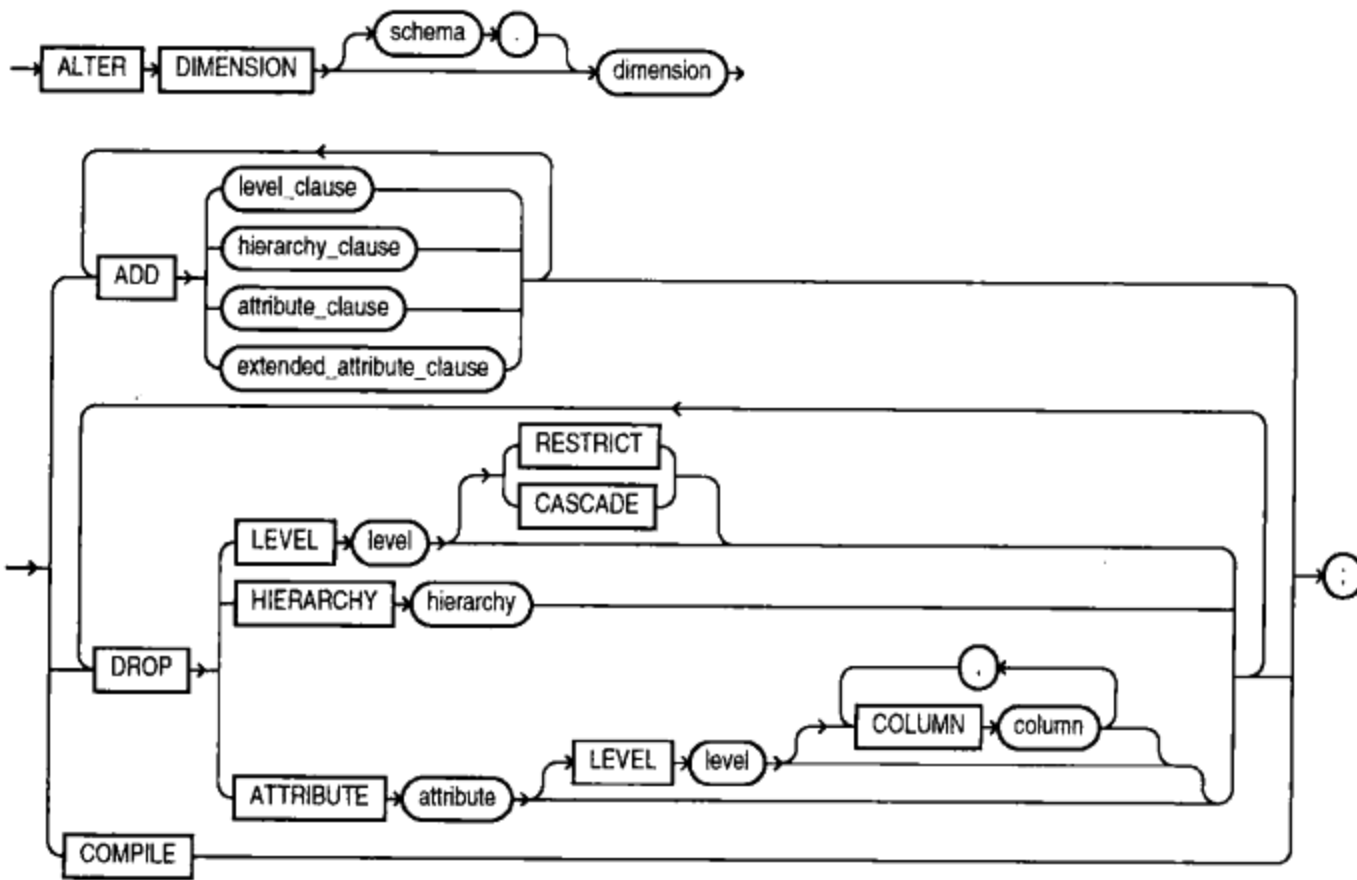 schema .
ALTER DIMENSION dimension
level_clause
hierarchy_clause
ADD
attribute_clause
extended_attribute_clause
RESTRICT
CASCADE
LEVEL level
HIERARCHY hierarchy
;
DROP
,
COLUMN column
LEVEL level
ATTRIBUTE attribute
COMPILE